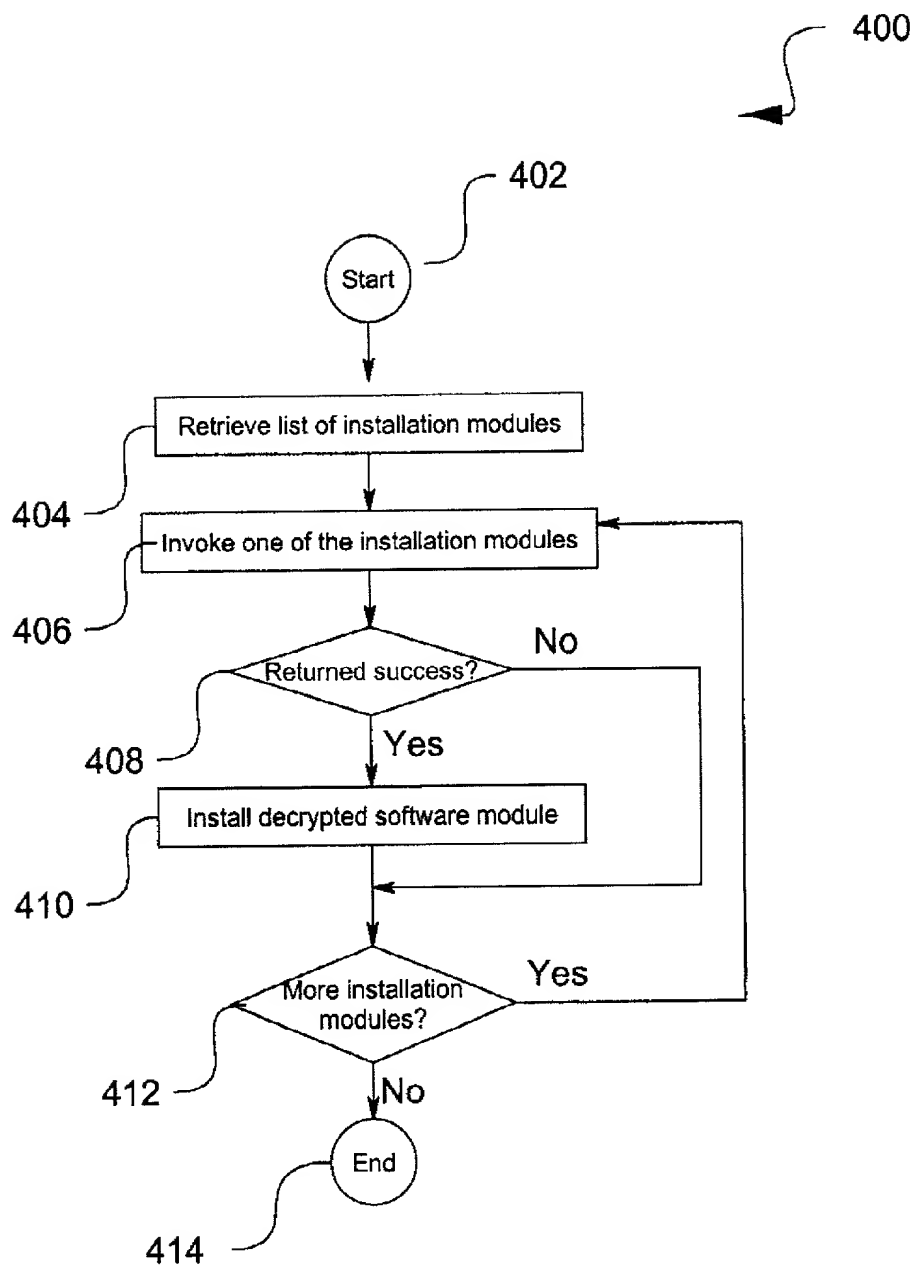 400
402
Start
Retrieve list of installation modules
404
Invoke one of the installation modules
406
Returned success?
No
408
Yes
Install decrypted software module
410
More installation
modules?
Yes
412
No
End
414